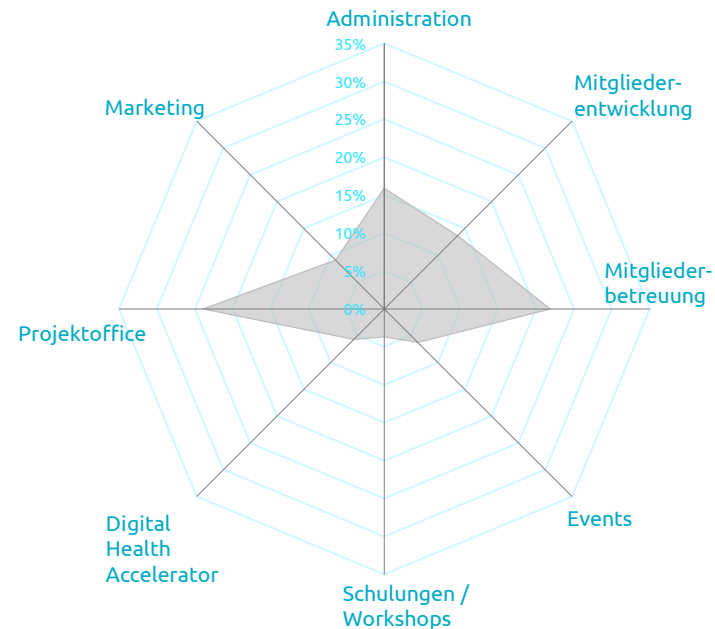 Administration
35%
30%
25%
20%
15%
10%
5%
0%
Mitglieder-
entwicklung
Mitglieder-
betreuung
Events
Schulungen /
Workshops
Digital
Health
Accelerator
Projektoffice
Marketing